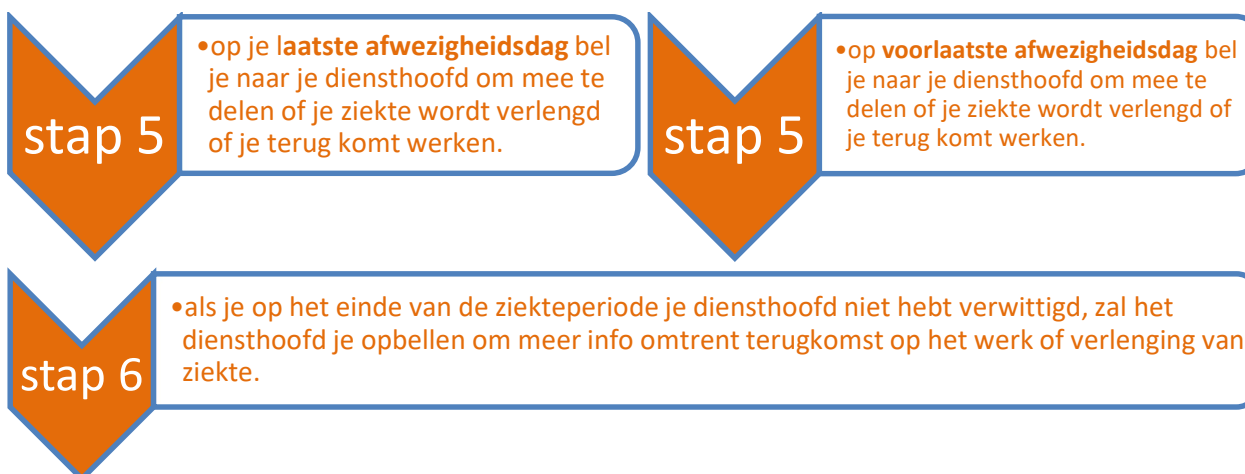 stap 5
•op je laatste afwezigheidsdag bel
je naar je diensthoofd om mee te
delen of je ziekte wordt verlengd
of je terug komt werken.
stap 5
•op voorlaatste afwezigheidsdag bel
je naar je diensthoofd om mee te
delen of je ziekte wordt verlengd of
je terug komt werken.
stap 6
•als je op het einde van de ziekteperiode je diensthoofd niet hebt verwittigd, zal het
diensthoofd je opbellen om meer info omtrent terugkomst op het werk of verlenging van
ziekte.